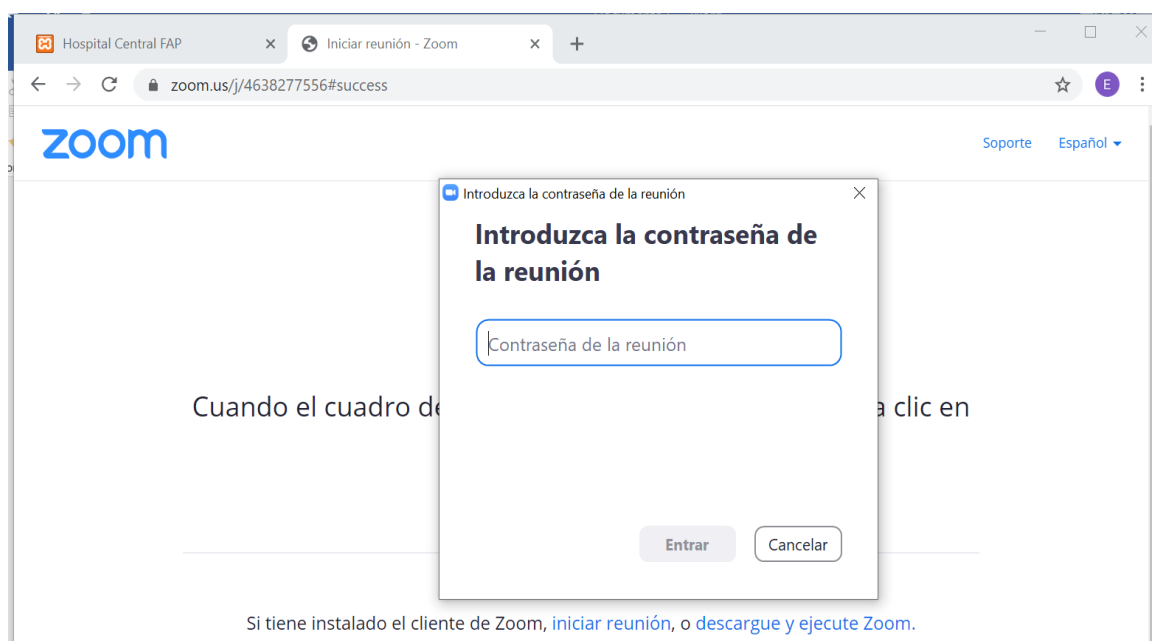 Hospital Central FAP
Iniciar reunión - Zoom
zoom.us/j/4638277556#success
E
zoom
Soporte
Español
Introduzca la contraseña de la reunión
Introduzca la contraseña de
la reunión
Contraseña de la reunión
Cuando el cuadro de clic en
Entrar
Cancelar
Si tiene instalado el cliente de Zoom, iniciar reunión, o descargue y ejecute Zoom.